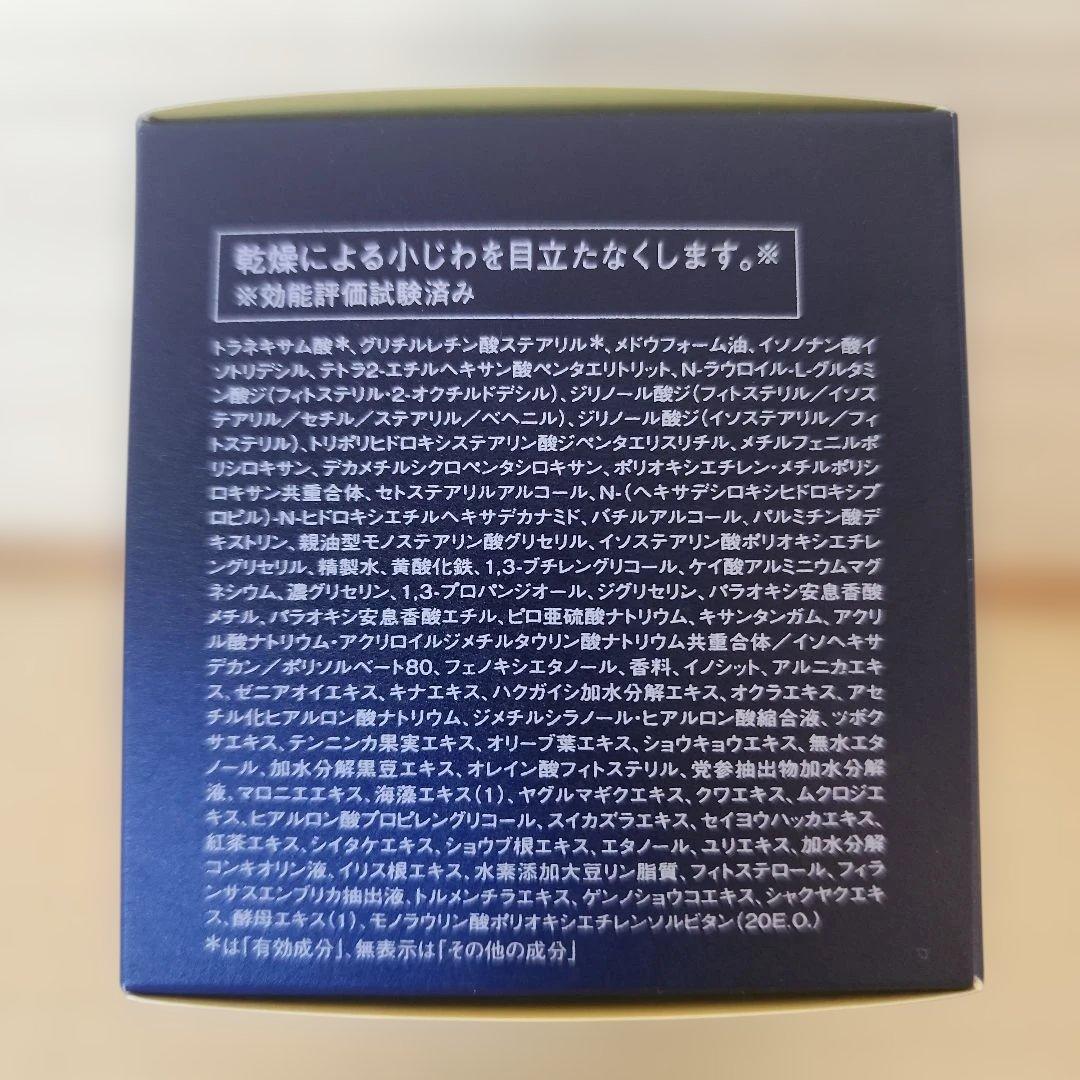 乾燥による小じわを目立たなくします。※
※効能評価試験済み
トラネキサム酸*、グリチルレチン酸ステアリル*、メドウフォーム油、イソノナン酸イ
ソトリデシル、テトラ2-エチルヘキサン酸ペンタエリトリット、N-ラウロイル-L-グルタミ
ン酸ジ(フィトステリル・2-オクチルドデシル)、ジリノール酸ジ(フィトステリル/イソス
テアリル/セチル/ステアリル/ベヘニル)、ジリノール酸ジ(イソステアリル/フィ
トステリル)、トリポリヒドロキシステアリン酸ジペンタエリスリチル、メチルフェニルポ
リシロキサン、デカメチルシクロペンタシロキサン、ポリオキシエチレン・メチルポリシ
ロキサン共重合体、セトステアリルアルコール、N-(ヘキサデシロキシヒドロキシプ
ロピル)-N-ヒドロキシエチルヘキサデカナミド、バチルアルコール、パルミチン酸デ
キストリン、親油型モノステアリン酸グリセリル、イソステアリン酸ポリオキシエチレ
ングリセリル、精製水、黄酸化鉄、1,3-ブチレングリコール、ケイ酸アルミニウムマグ
ネシウム、濃グリセリン、1,3-プロパンジオール、ジグリセリン、パラオキシ安息香酸
メチル、パラオキシ安息香酸エチル、ピロ亜硫酸ナトリウム、キサンタンガム、アクリ
ル酸ナトリウム・アクリロイルジメチルタウリン酸ナトリウム共重合体/イソヘキサ
デカン/ポリソルベート80、フェノキシエタノール、香料、イノシット、アルニカエキ
ス、ゼニアオイエキス、キナエキス、ハクガイシ加水分解エキス、オクラエキス、アセ
チル化ヒアルロン酸ナトリウム、ジメチルシラノール・ヒアルロン酸縮合液、ツボク
サエキス、テンニンカ果実エキス、オリーブ葉エキス、ショウキョウエキス、無水エタ
ノール、加水分解黒豆エキス、オレイン酸フィトステリル、党参抽出物加水分解
液、マロニエエキス、海藻エキス(1)、ヤグルマギクエキス、クワエキス、ムクロジエ
キス、ヒアルロン酸プロピレングリコール、スイカズラエキス、セイヨウハッカエキス、
紅茶エキス、シイタケエキス、ショウブ根エキス、エタノール、ユリエキス、加水分解
コンキオリン液、イリス根エキス、水素添加大豆リン脂質、フィトステロール、フィラ
ンサスエンブリカ抽出液、トルメンチラエキス、ゲンノショウコエキス、シャクヤクエキ
ス、酵母エキス(1)、モノラウリン酸ポリオキシエチレンソルビタン(20E.O.)
*は「有効成分」、無表示は「その他の成分」